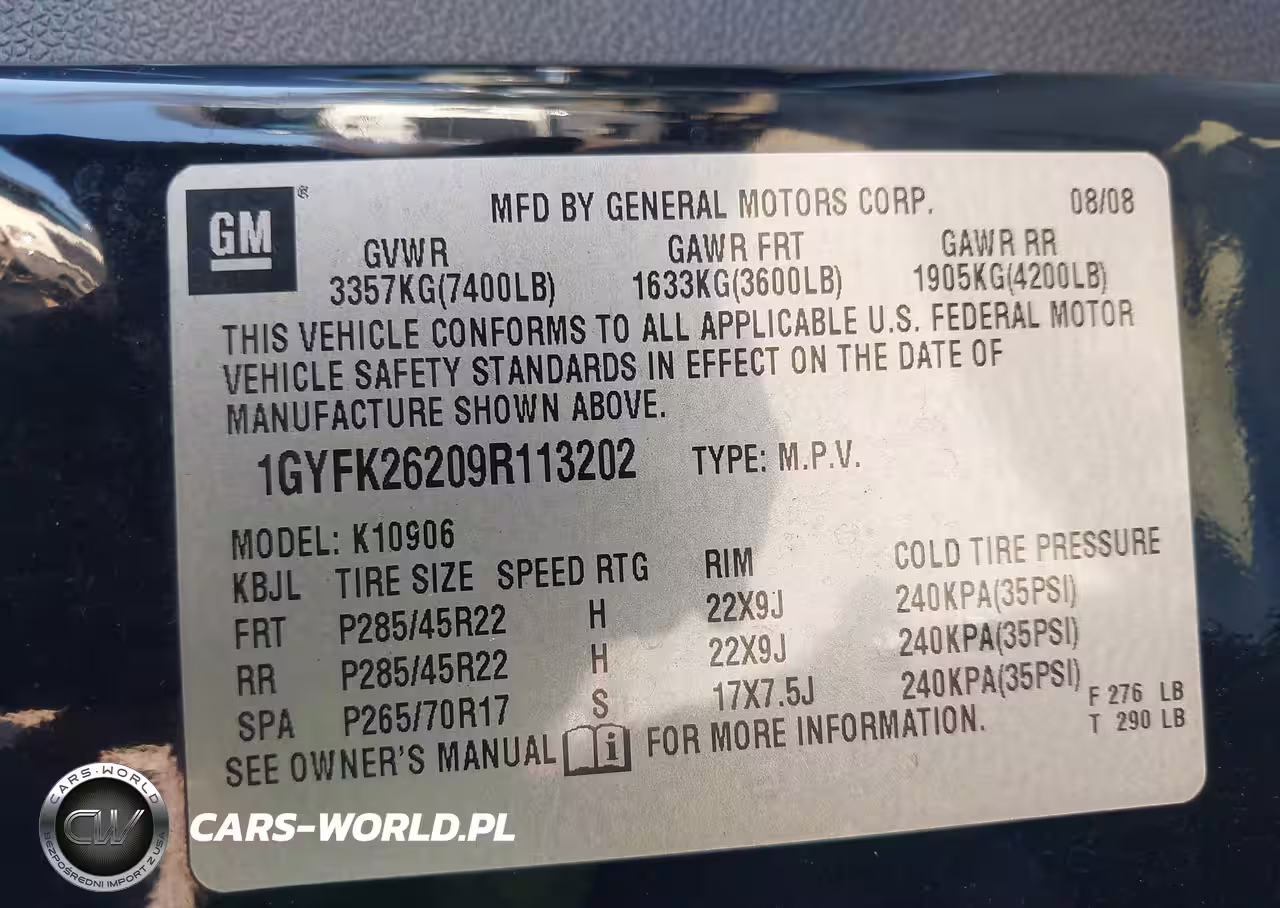 GM ® MFD BY GENERAL MOTORS CORP. 08/08
GVWR GAWR FRT GAWR RR
3357KG(7400LB) 1633KG(3600LB) 1905KG(4200LB)
THIS VEHICLE CONFORMS TO ALL APPLICABLE U.S. FEDERAL MOTOR
VEHICLE SAFETY STANDARDS IN EFFECT ON THE DATE OF
MANUFACTURE SHOWN ABOVE.
1GYFK26209R113202 TYPE: M.P.V.
MODEL: K10906
KBJL TIRE SIZE SPEED RTG RIM COLD TIRE PRESSURE
FRT P285/45R22 H 22X9J 240KPA(35PSI)
RR P285/45R22 H 22X9J 240KPA(35PSI)
SPA P265/70R17 S 17X7.5J 240KPA(35PSI) F 276 LB
T 290 LB
SEE OWNER'S MANUAL i FOR MORE INFORMATION.
CARS-WORLD
CW
BEZPOŚREDNI IMPORT Z USA
CARS-WORLD.PL